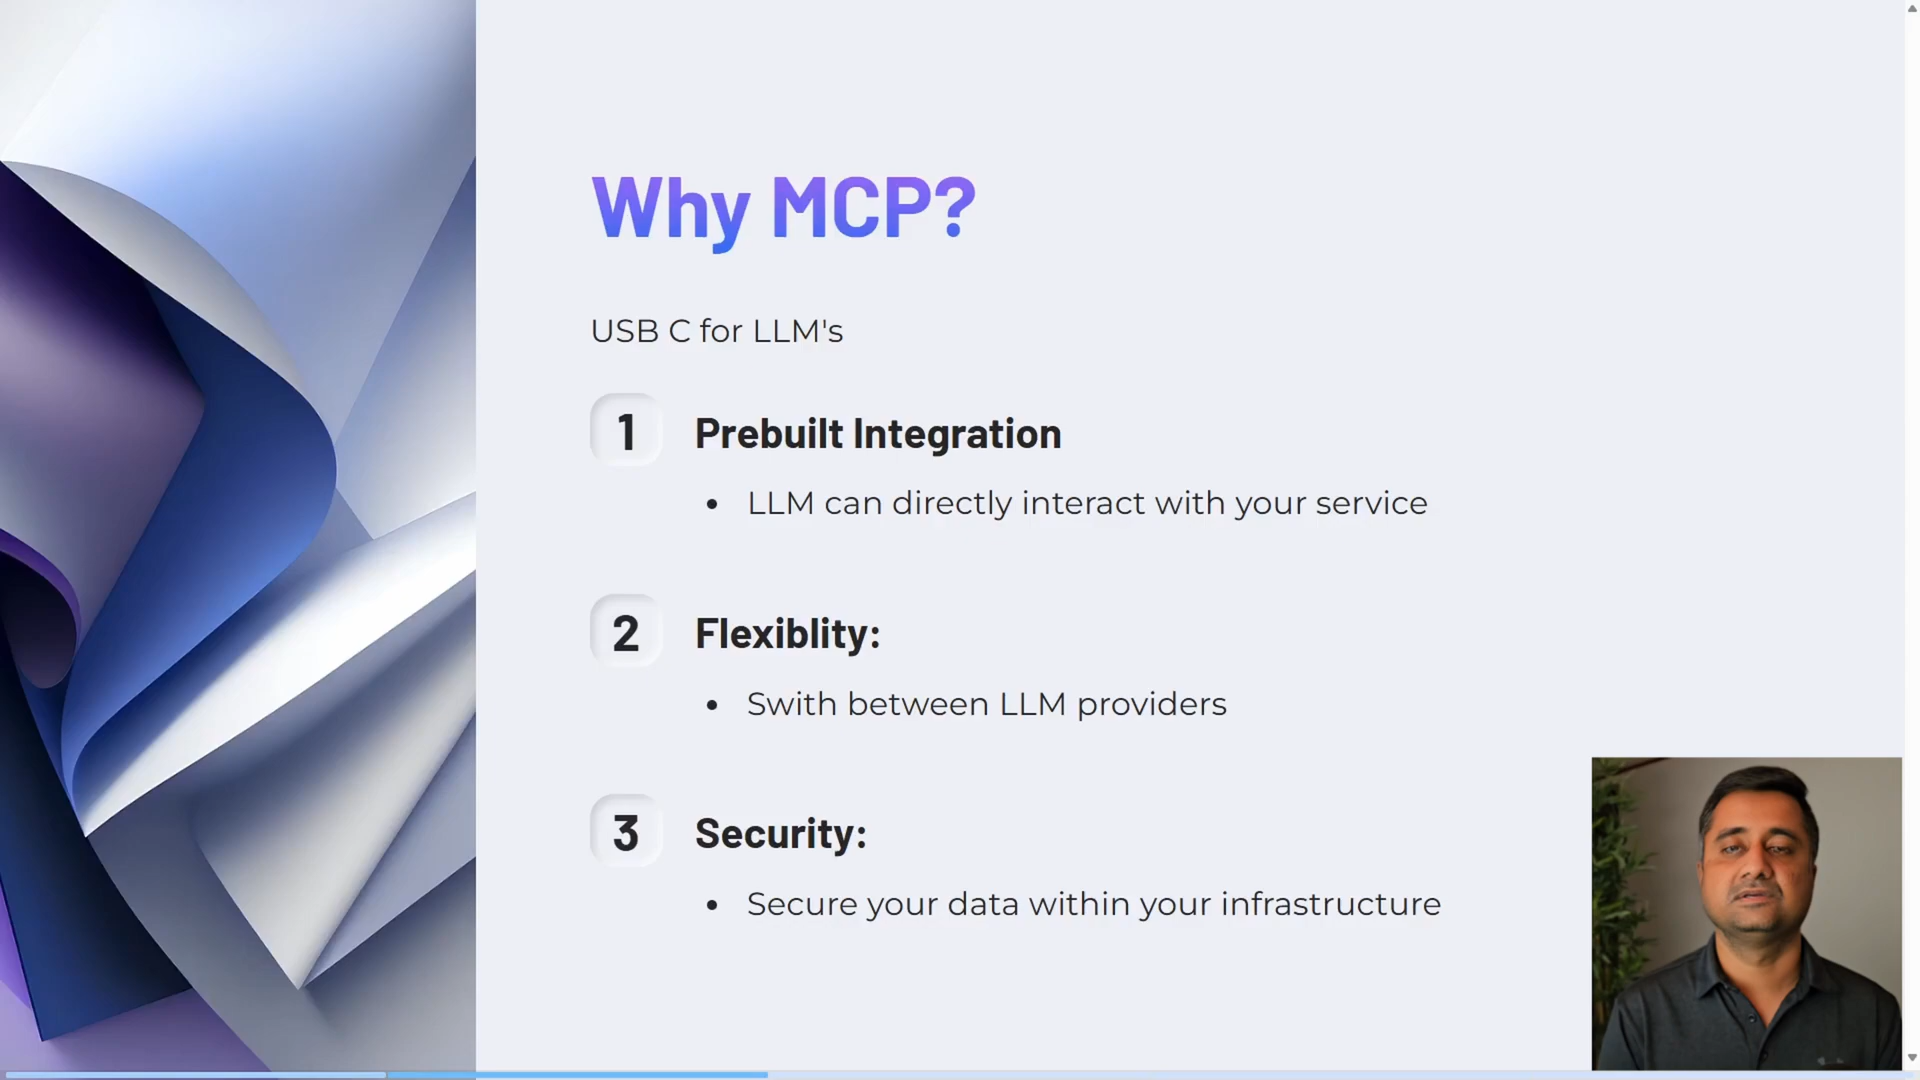 Why MCP?
USB C for LLM's
1 Prebuilt Integration
• LLM can directly interact with your service
2 Flexiblity:
• Swith between LLM providers
3 Security:
• Secure your data within your infrastructure